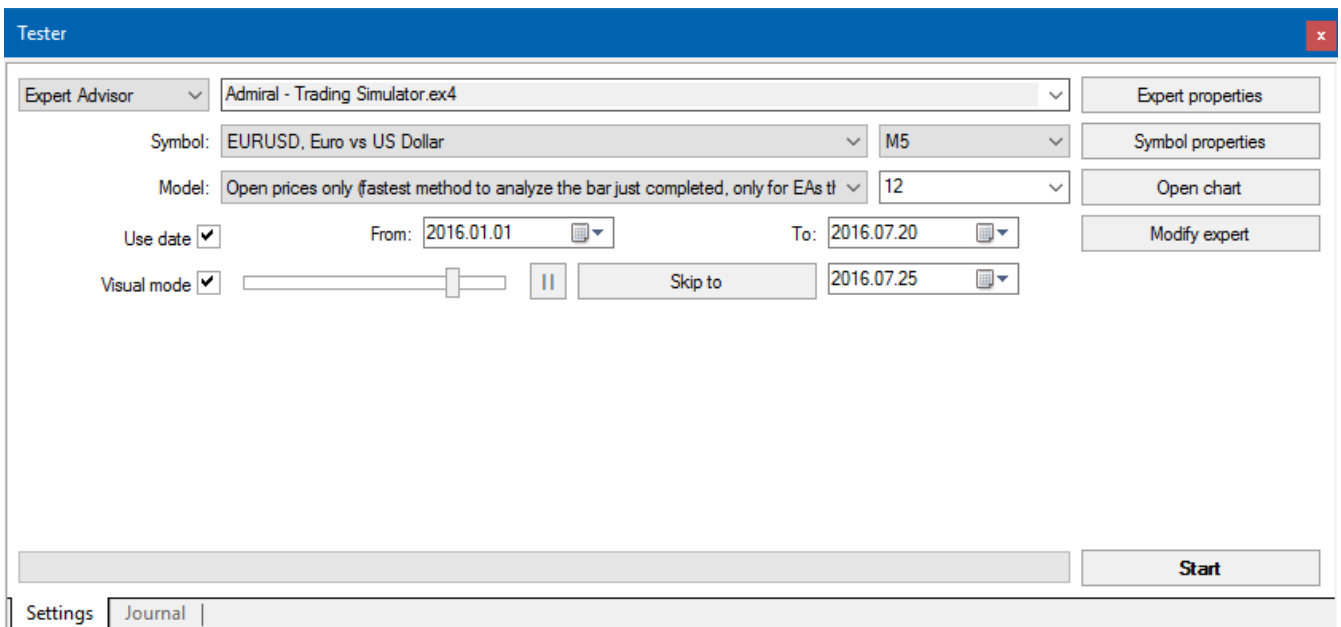 Tester
x
Expert Advisor Admiral - Trading Simulator.ex4 Expert properties
Symbol: EURUSD, Euro vs US Dollar M5 Symbol properties
Model: Open prices only (fastest method to analyze the bar just completed, only for EAs 12 Open chart
Use date From: 2016.01.01 To: 2016.07.20 Modify expert
Visual mode Skip to 2016.07.25
Start
Settings Journal